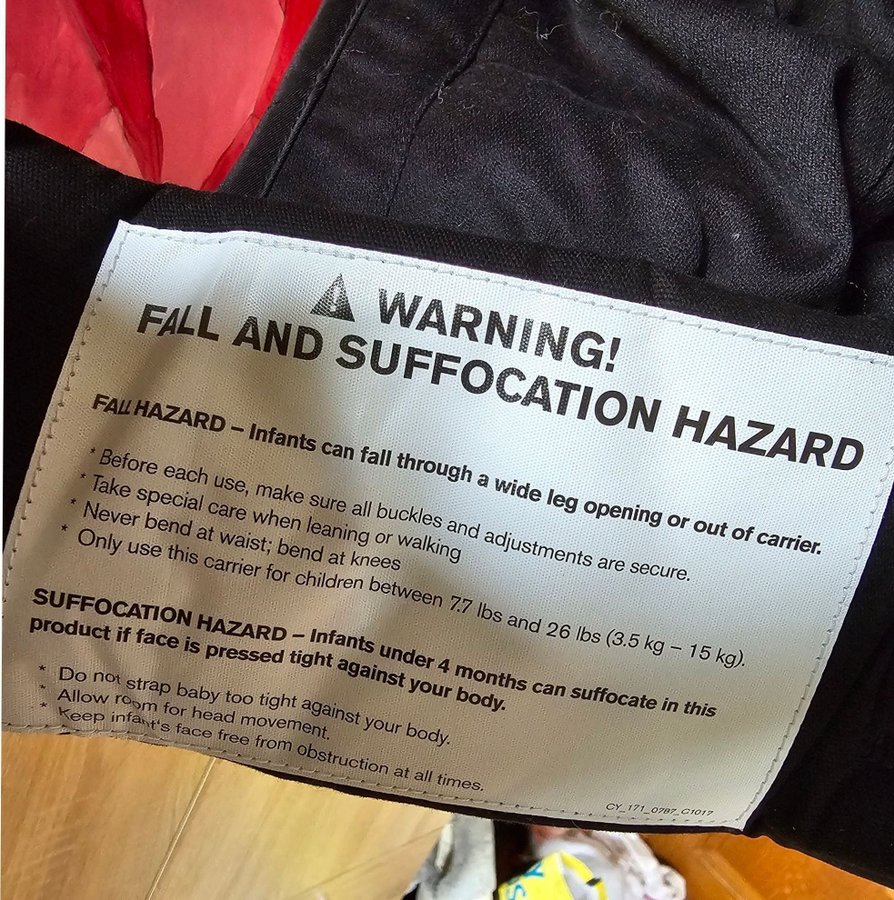 WARNING!
FALL AND SUFFOCATION HAZARD
FALL HAZARD – Infants can fall through a wide leg opening or out of carrier.
* Before each use, make sure all buckles and adjustments are secure.
* Take special care when leaning or walking
* Never bend at waist; bend at knees
* Only use this carrier for children between 7.7 lbs and 26 lbs (3.5 kg – 15 kg).
SUFFOCATION HAZARD – Infants under 4 months can suffocate in this
product if face is pressed tight against your body.
* Do not strap baby too tight against your body.
* Allow room for head movement.
* Keep infant's face free from obstruction at all times.
CY_171_0787_C1017